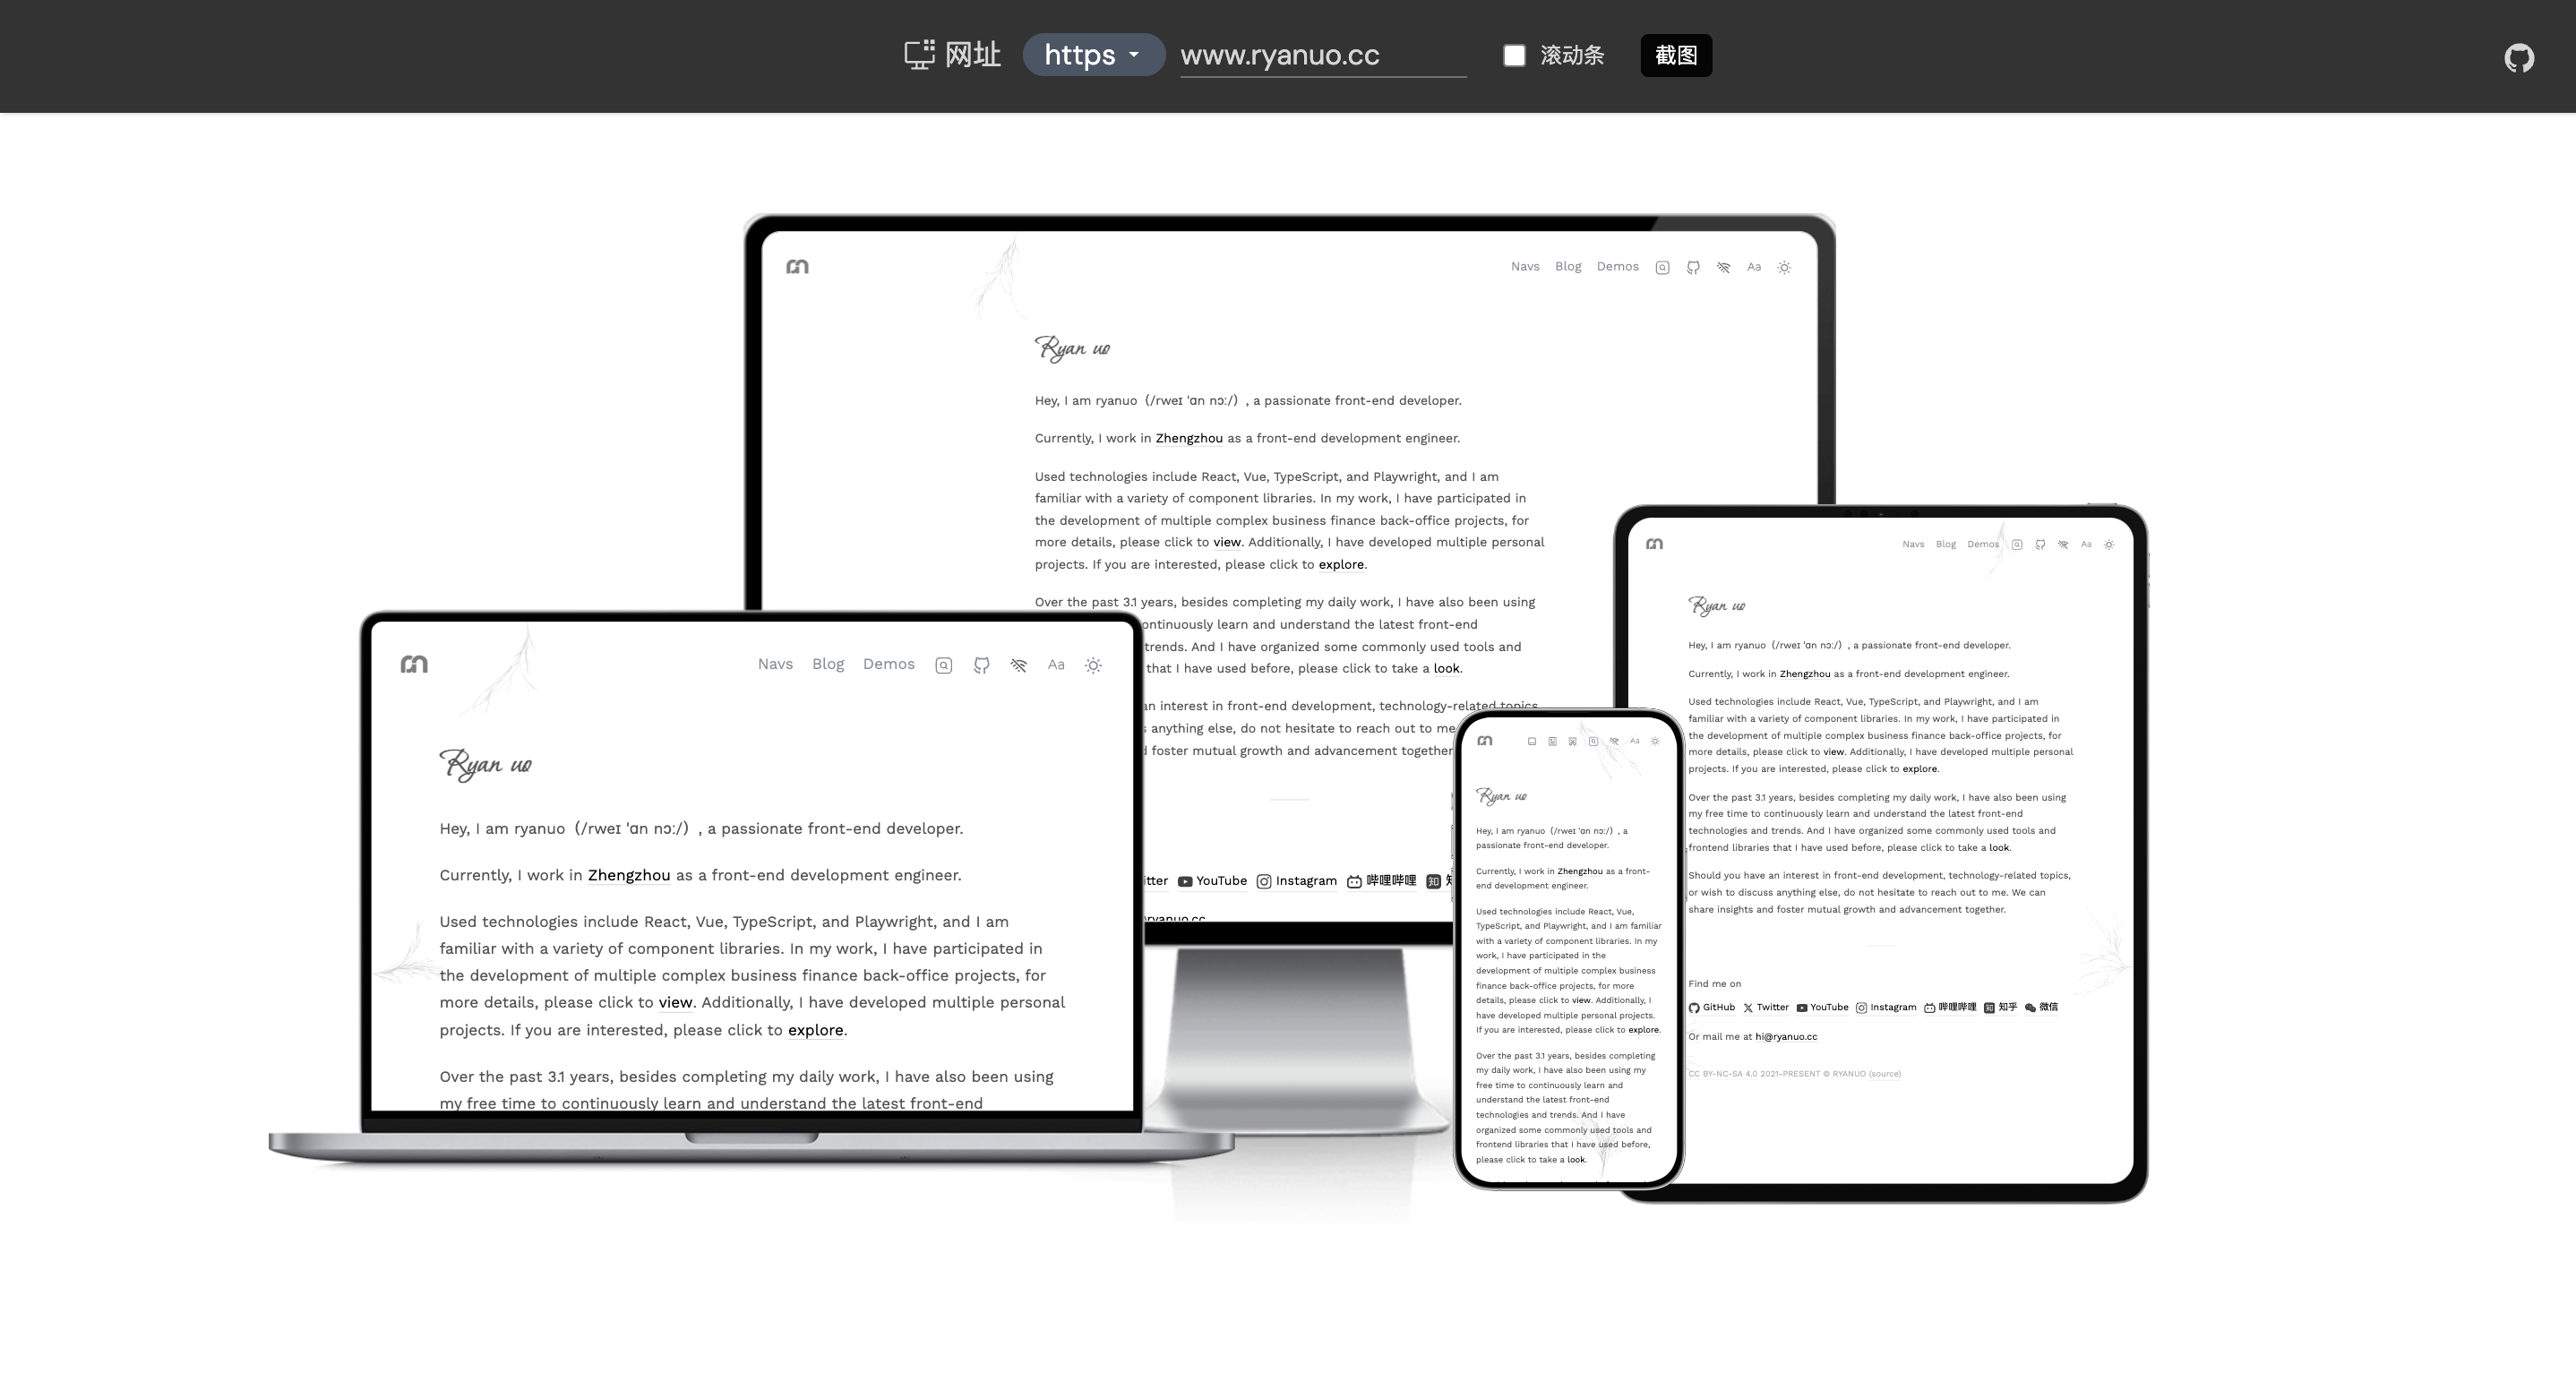 网址 https www.ryanuo.cc 滚动条 截图
Navs Blog Demos Aa
Ryan uo
Hey, I am ryanuo（/rweɪ 'ɑn nɔː/）, a passionate front-end developer.
Currently, I work in Zhengzhou as a front-end development engineer.
Used technologies include React, Vue, TypeScript, and Playwright, and I am
familiar with a variety of component libraries. In my work, I have participated in
the development of multiple complex business finance back-office projects, for
more details, please click to view. Additionally, I have developed multiple personal
projects. If you are interested, please click to explore.
Over the past 3.1 years, besides completing my daily work, I have also been using
ontinuously learn and understand the latest front-end
trends. And I have organized some commonly used tools and
that I have used before, please click to take a look.
an interest in front-end development, technology-related topics,
anything else, do not hesitate to reach out to me
foster mutual growth and advancement together
itter YouTube Instagram 哔哩哔哩 知
ryanuo.cc
Navs Blog Demos Aa
Ryan uo
Hey, I am ryanuo（/rweɪ 'ɑn nɔː/）, a passionate front-end developer.
Currently, I work in Zhengzhou as a front-end development engineer.
Used technologies include React, Vue, TypeScript, and Playwright, and I am
familiar with a variety of component libraries. In my work, I have participated in
the development of multiple complex business finance back-office projects, for
more details, please click to view. Additionally, I have developed multiple personal
projects. If you are interested, please click to explore.
Over the past 3.1 years, besides completing my daily work, I have also been using
my free time to continuously learn and understand the latest front-end
Aa
Ryan uo
Hey, I am ryanuo（/rweɪ 'ɑn nɔː/）, a
passionate front-end developer.
Currently, I work in Zhengzhou as a front-
end development engineer.
Used technologies include React, Vue,
TypeScript, and Playwright, and I am familiar
with a variety of component libraries. In my
work, I have participated in the
development of multiple complex business
finance back-office projects, for more
details, please click to view. Additionally, I
have developed multiple personal projects.
If you are interested, please click to explore.
Over the past 3.1 years, besides completing
my daily work, I have also been using my
free time to continuously learn and
understand the latest front-end
technologies and trends. And I have
organized some commonly used tools and
frontend libraries that I have used before,
please click to take a look.
Navs Blog Demos Aa
Ryan uo
Hey, I am ryanuo（/rweɪ 'ɑn nɔː/）, a passionate front-end developer.
Currently, I work in Zhengzhou as a front-end development engineer.
Used technologies include React, Vue, TypeScript, and Playwright, and I am
familiar with a variety of component libraries. In my work, I have participated in
the development of multiple complex business finance back-office projects, for
more details, please click to view. Additionally, I have developed multiple personal
projects. If you are interested, please click to explore.
Over the past 3.1 years, besides completing my daily work, I have also been using
my free time to continuously learn and understand the latest front-end
technologies and trends. And I have organized some commonly used tools and
frontend libraries that I have used before, please click to take a look.
Should you have an interest in front-end development, technology-related topics,
or wish to discuss anything else, do not hesitate to reach out to me. We can
share insights and foster mutual growth and advancement together.
Find me on
GitHub Twitter YouTube Instagram 哔哩哔哩 知乎 微信
Or mail me at hi@ryanuo.cc
CC BY-NC-SA 4.0 2021-PRESENT © RYANUO (source)